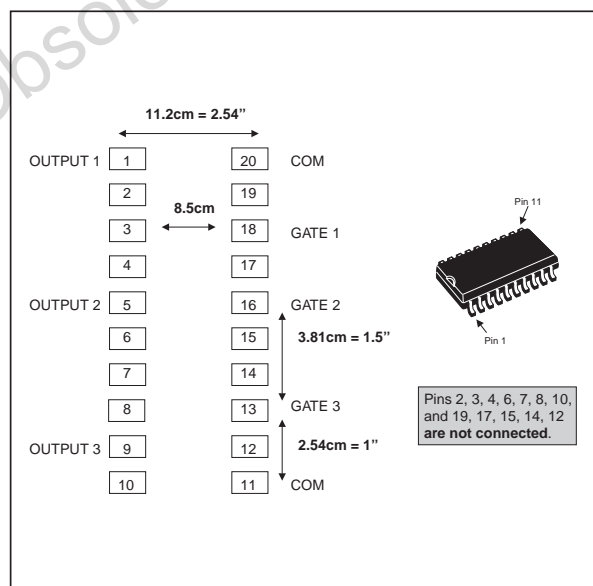 obsole
11.2cm = 2.54”
OUTPUT 1 1 20 COM
2 19
8.5cm
3 18 GATE 1
4 17
OUTPUT 2 5 16 GATE 2
6 15
3.81cm = 1.5”
7 14
8 13 GATE 3
OUTPUT 3 9 12
2.54cm = 1”
10 11 COM
Pin 11
Pin 1
Pins 2, 3, 4, 6, 7, 8, 10,
and 19, 17, 15, 14, 12
are not connected.